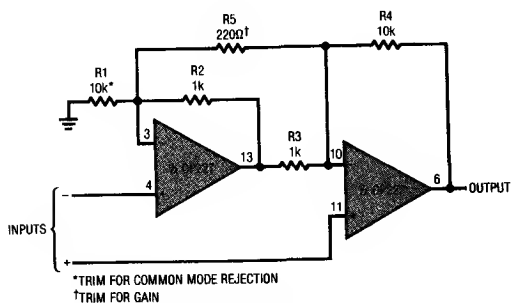 R5
220Ω†
R4
10k
R1
10k*
R2
1k
3
13
R3
1k
10
6
OUTPUT
4
11
−
INPUTS
+
*TRIM FOR COMMON MODE REJECTION
†TRIM FOR GAIN